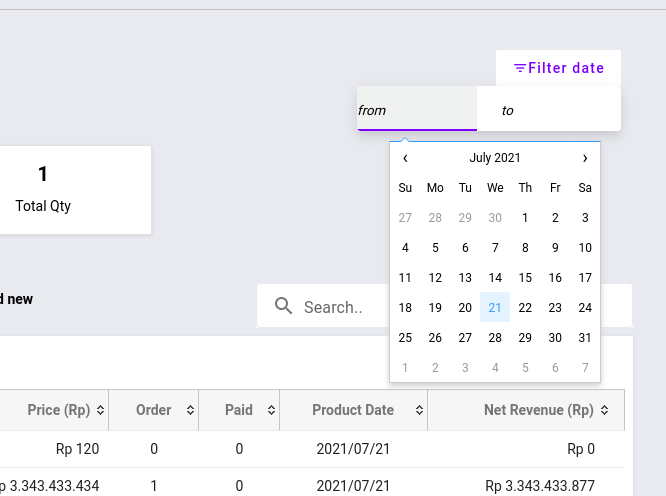 Filter date
from to
‹ July 2021 ›
Su Mo Tu We Th Fr Sa
27 28 29 30 1 2 3
4 5 6 7 8 9 10
11 12 13 14 15 16 17
18 19 20 21 22 23 24
25 26 27 28 29 30 31
1 2 3 4 5 6 7
1
Total Qty
d new
Search..
Price (Rp) Order Paid Product Date Net Revenue (Rp)
Rp 120 0 0 2021/07/21 Rp 0
p 3.343.433.434 1 0 2021/07/21 Rp 3.343.433.877